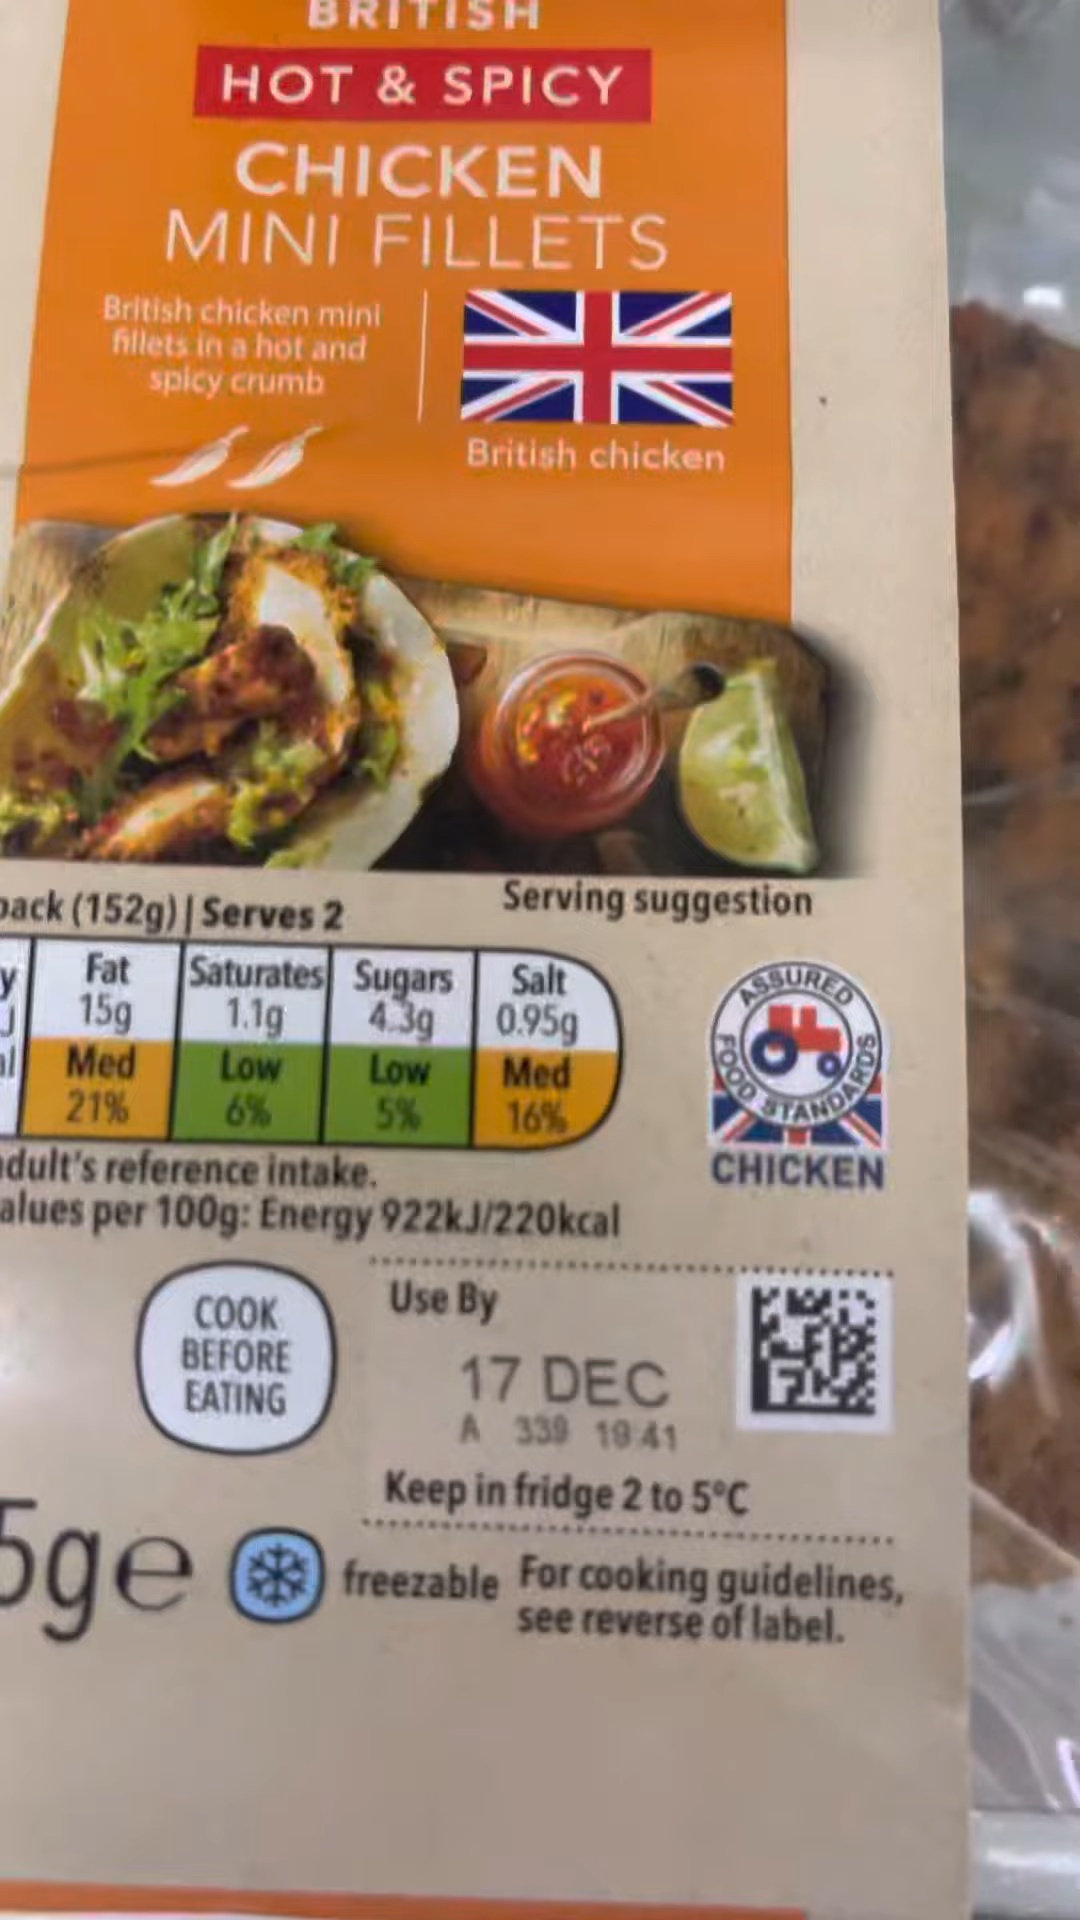 BRITISH
HOT & SPICY
CHICKEN
MINI FILLETS
British chicken mini
fillets in a hot and
spicy crumb
British chicken
Serving suggestion
pack (152g) | Serves 2
Fat Saturates Sugars Salt
15g 1.1g 4.3g 0.95g
Med Low Low Med
21% 6% 5% 16%
adult's reference intake.
values per 100g: Energy 922kJ/220kcal
ASSURED
FOOD STANDARDS
CHICKEN
COOK
BEFORE
EATING
Use By
17 DEC
A 339 19:41
Keep in fridge 2 to 5°C
5g e
freezable
For cooking guidelines,
see reverse of label.